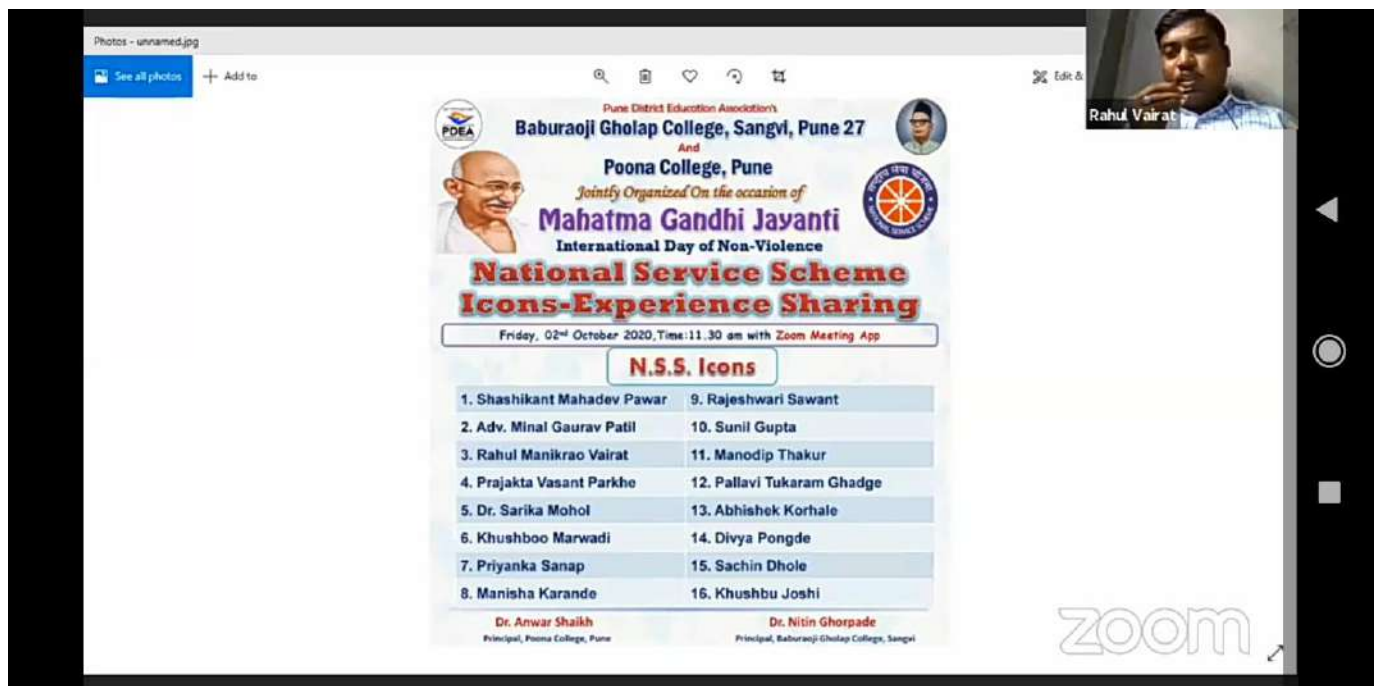 Photos - unnamed.jpg
See all photos
Add to
Edit &
Rahul Vairat
Pune District Education Association's
PDEA
Baburaoji Gholap College, Sangvi, Pune 27
And
Poona College, Pune
Jointly Organized On the occasion of
Mahatma Gandhi Jayanti
International Day of Non-Violence
राष्ट्रीय सेवा योजना
NATIONAL SERVICE SCHEME
National Service Scheme
Icons-Experience Sharing
Friday, 02nd October 2020,Time:11.30 am with Zoom Meeting App
N.S.S. Icons
1. Shashikant Mahadev Pawar
2. Adv. Minal Gaurav Patil
3. Rahul Manikrao Vairat
4. Prajakta Vasant Parkhe
5. Dr. Sarika Mohol
6. Khushboo Marwadi
7. Priyanka Sanap
8. Manisha Karande
9. Rajeshwari Sawant
10. Sunil Gupta
11. Manodip Thakur
12. Pallavi Tukaram Ghadge
13. Abhishek Korhale
14. Divya Pongde
15. Sachin Dhole
16. Khushbu Joshi
Dr. Anwar Shaikh
Principal, Poona College, Pune
Dr. Nitin Ghorpade
Principal, Baburaoji Gholap College, Sangvi
zoom